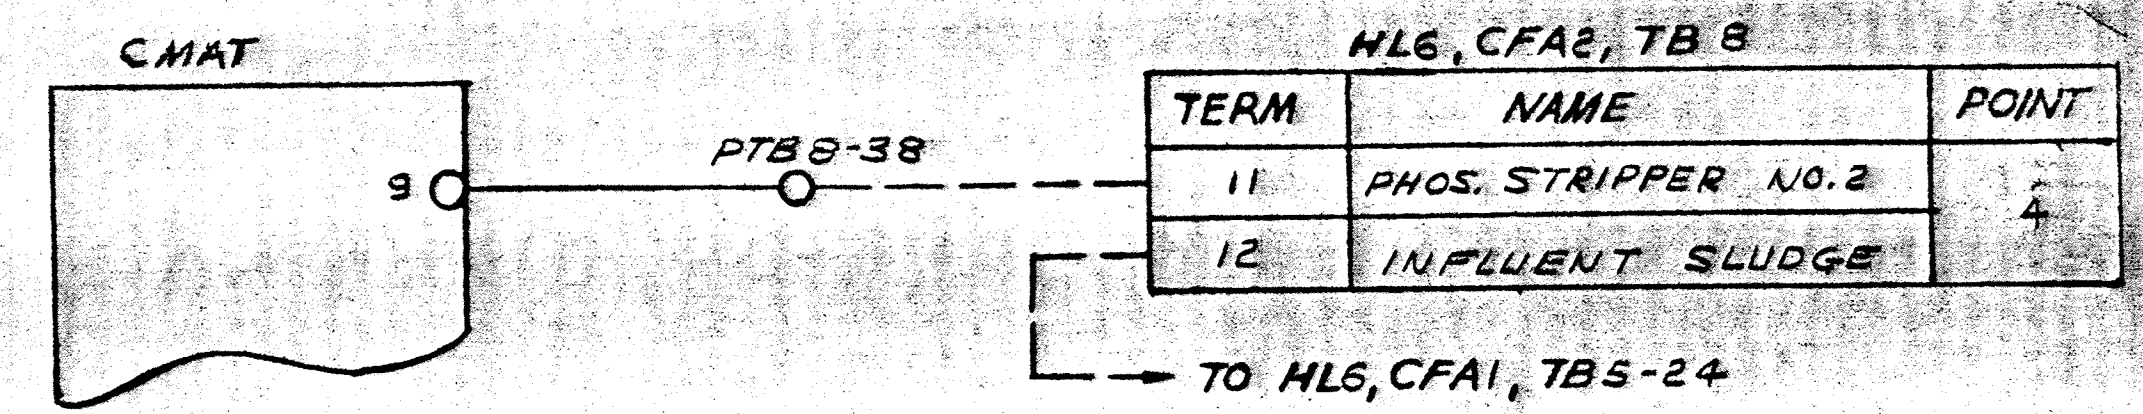 CMAT
HL6, CFA2, TB 8
TERM NAME POINT
9 PTB8-38
11 PHOS. STRIPPER NO.2
4
12 INFLUENT SLUDGE
TO HL6, CFA1, TB5-24